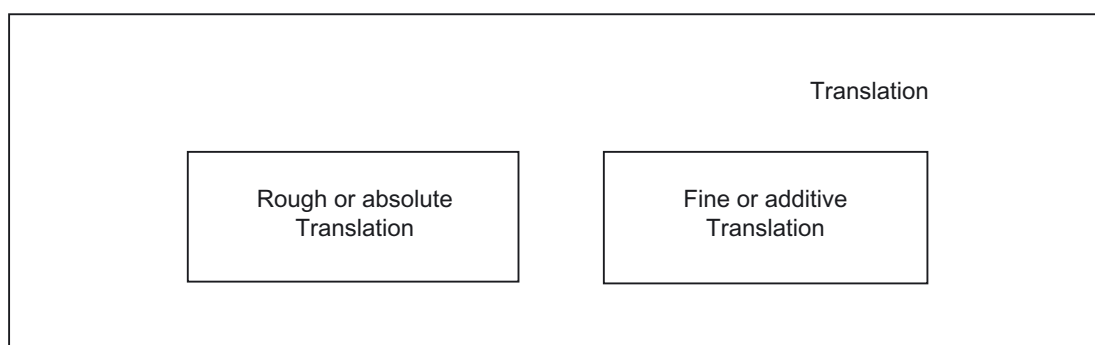 Translation
Rough or absolute
Translation
Fine or additive
Translation